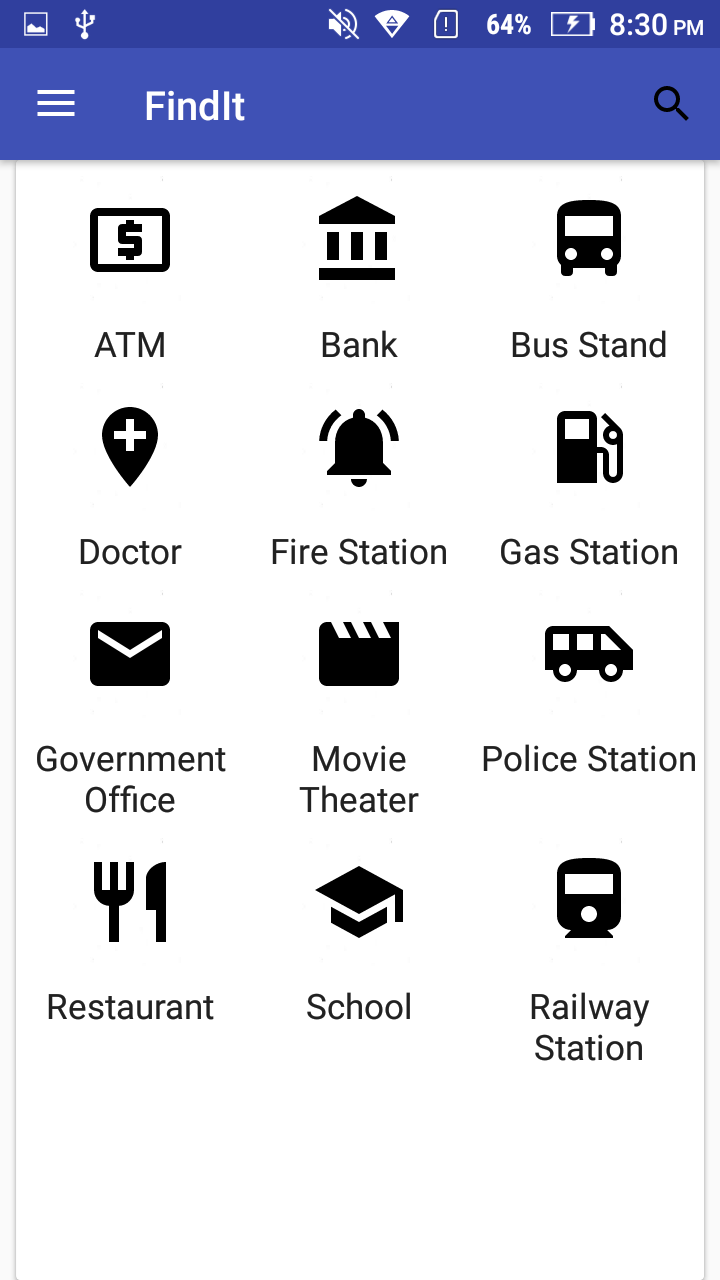 64% 8:30 PM
FindIt
ATM Bank Bus Stand
Doctor Fire Station Gas Station
Government Office Movie Theater Police Station
Restaurant School Railway Station